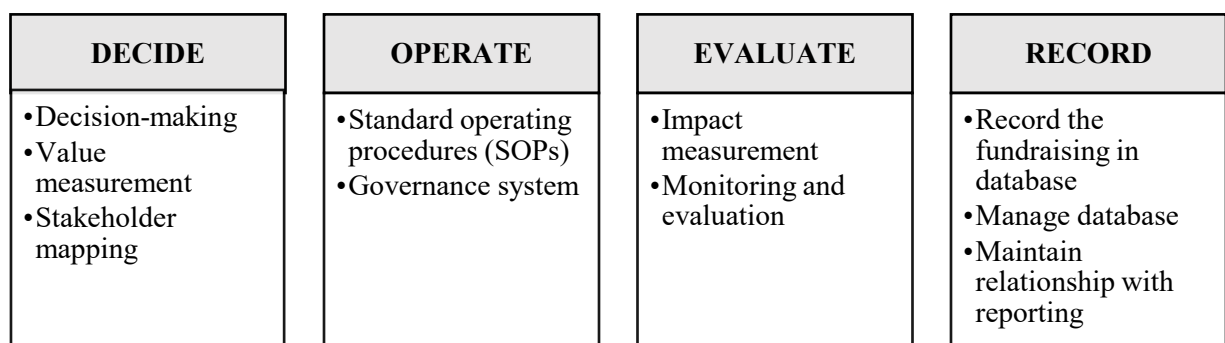 DECIDE
•Decision-making
•Value
measurement
•Stakeholder
mapping
OPERATE
•Standard operating
procedures (SOPs)
•Governance system
EVALUATE
•Impact
measurement
•Monitoring and
evaluation
RECORD
•Record the
fundraising in
database
•Manage database
•Maintain
relationship with
reporting